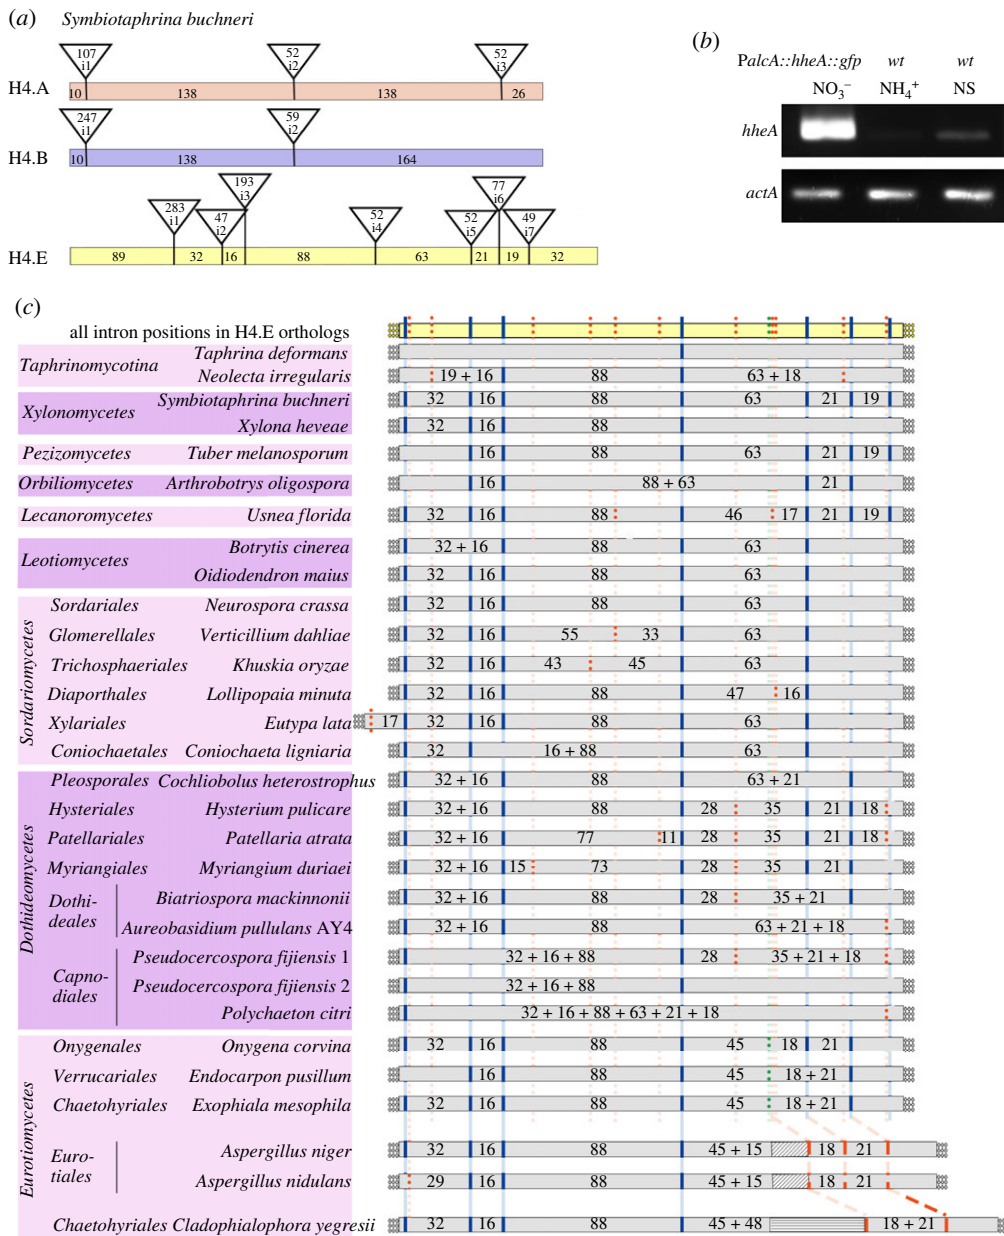 (a) Symbiotaphrina buchneri
107 52 52
i1 i2 i3
H4.A 10 138 138 26
247 59
i1 i2
H4.B 10 138 164
283 47 193 52 52 77 49
i1 i2 i3 i4 i5 i6 i7
H4.E 89 32 16 88 63 21 19 32
(b)
PalcA::hheA::gfp wt wt
NO₃⁻ NH₄⁺ NS
hheA
actA
(c)
all intron positions in H4.E orthologs
Taphrinomycotina Taphrina deformans
Neolecta irregularis 19 + 16 88 63 + 18
Xylonomycetes Symbiotaphrina buchneri 32 16 88 63 21 19
Xylona heveae 32 16 88
Pezizomycetes Tuber melanosporum 16 88 63 21 19
Orbiliomycetes Arthrobotrys oligospora 16 88 + 63 21
Lecanoromycetes Usnea florida 32 16 88 46 17 21 19
Leotiomycetes Botrytis cinerea 32 + 16 88 63
Oidiodendron maius 32 16 88 63
Sordariomycetes
Sordariales Neurospora crassa 32 16 88 63
Glomerellales Verticillium dahliae 32 16 55 33 63
Trichosphaeriales Khuskia oryzae 32 16 43 45 63
Diaporthales Lollipopaia minuta 32 16 88 47 16
Xylariales Eutypa lata 17 32 16 88 63
Coniochaetales Coniochaeta ligniaria 32 16 + 88 63
Dothideomycetes
Pleosporales Cochliobolus heterostrophus 32 + 16 88 63 + 21
Hysteriales Hysterium pulicare 32 + 16 88 28 35 21 18
Patellariales Patellaria atrata 32 + 16 77 11 28 35 21 18
Myriangiales Myriangium duriaei 32 + 16 15 73 28 35 21
Dothi-
deales
Biatriospora mackinnonii 32 + 16 88 28 35 + 21
Aureobasidium pullulans AY4 32 + 16 88 63 + 21 + 18
Capno-
diales
Pseudocercospora fijiensis 1 32 + 16 + 88 28 35 + 21 + 18
Pseudocercospora fijiensis 2 32 + 16 + 88
Polychaeton citri 32 + 16 + 88 + 63 + 21 + 18
Eurotiomycetes
Onygenales Onygena corvina 32 16 88 45 18 21
Verrucariales Endocarpon pusillum 16 88 45 18 + 21
Chaetohyriales Exophiala mesophila 32 16 88 45 18 + 21
Euro-
tiales
Aspergillus niger 32 16 88 45 + 15 18 21
Aspergillus nidulans 29 16 88 45 + 15 18 21
Chaetohyriales Cladophialophora yegresii 32 16 88 45 + 48 18 + 21